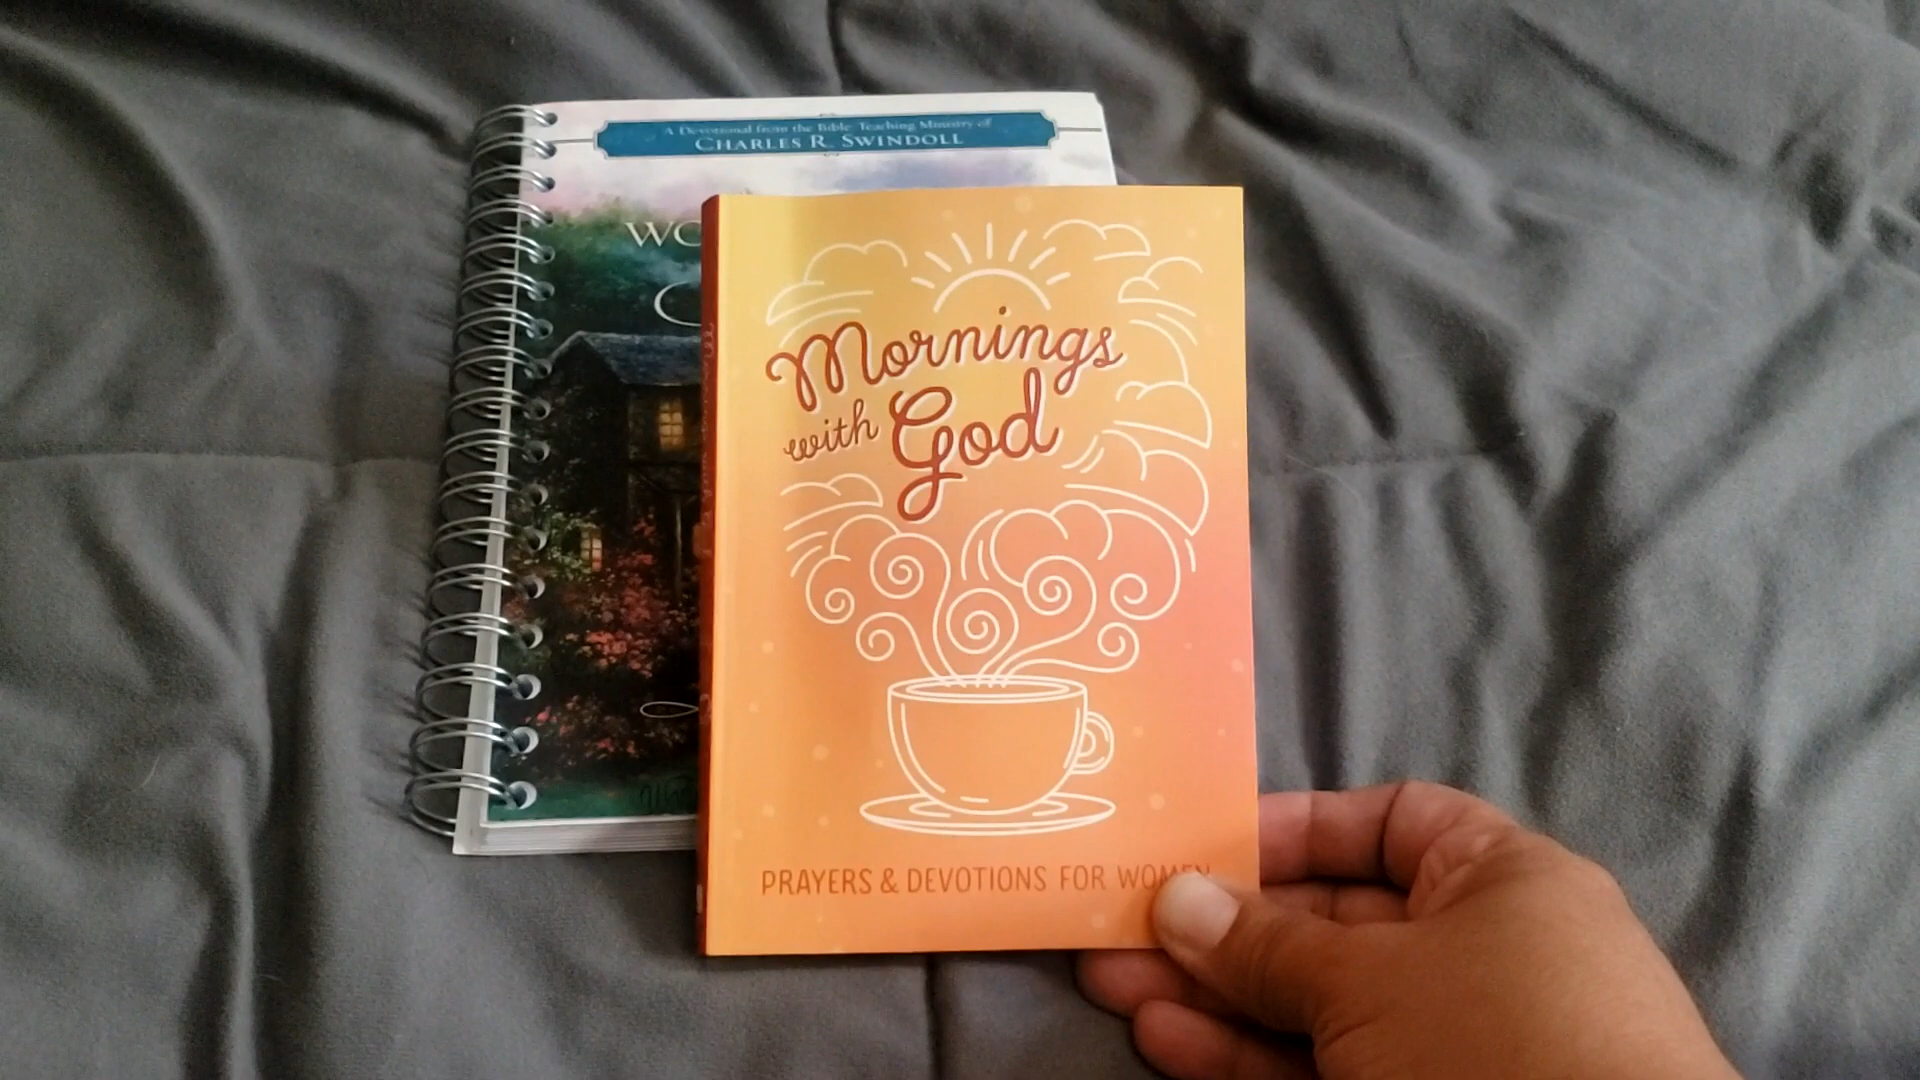 A Devotional from the Bible-Teaching Ministry of
CHARLES R. SWINDOLL
Mornings
with God
PRAYERS & DEVOTIONS FOR WOMEN